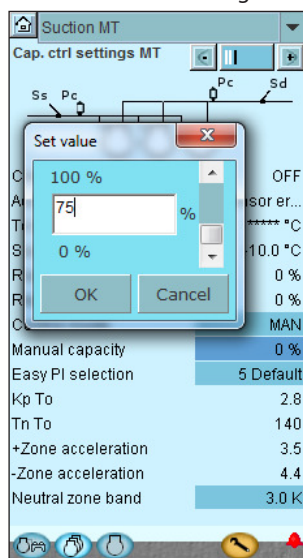 Suction MT
Cap. ctrl settings MT
Pc
Sd
Ss
Pc
Set value
100 %
75
%
0 %
OK
Cancel
OFF
sor er...
***** °C
10.0 °C
0 %
0 %
MAN
Manual capacity
0 %
Easy PI selection
5 Default
Kp To
2.8
Tn To
140
+Zone acceleration
3.5
-Zone acceleration
4.4
Neutral zone band
3.0 K